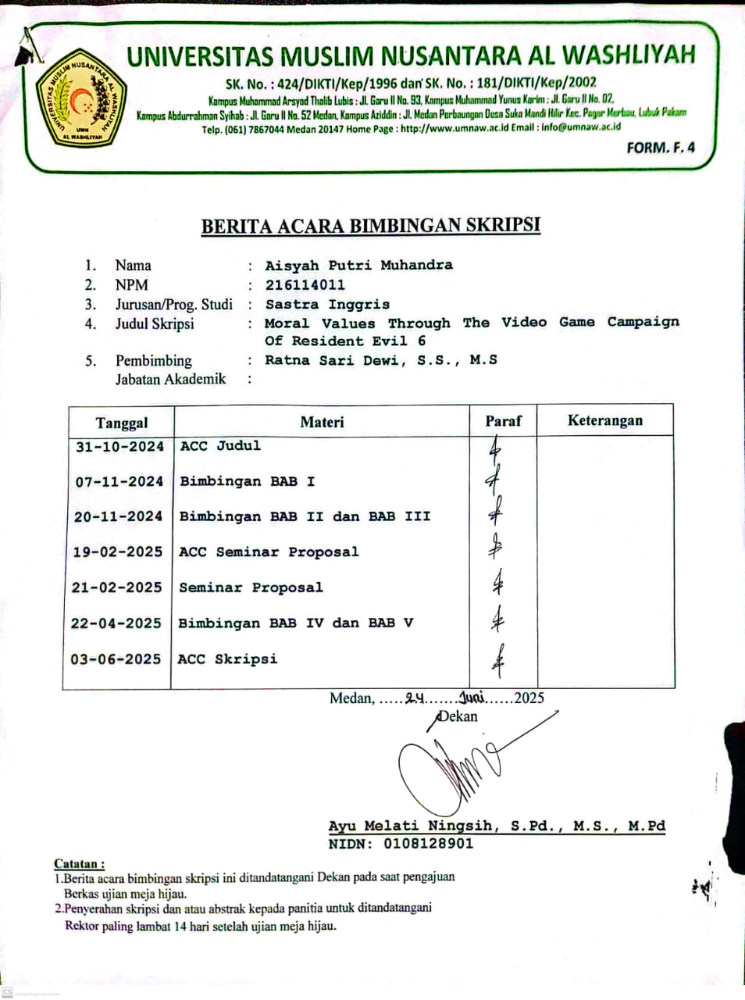 UNIVERSITAS MUSLIM NUSANTARA AL WASHLIYAH
SK. No. : 424/DIKTI/Kep/1996 dan SK. No. : 181/DIKTI/Kep/2002
Kampus Muhammad Arsyad Thalib Lubis : Jl. Garu II No. 93, Kampus Muhammad Yunus Karim : Jl. Garu II No. 02,
Kampus Abdurrahman Syihab : Jl. Garu II No. 52 Medan, Kampus Aziddin : Jl. Medan Perbaungan Desa Suka Mandi Hilir Kec. Pagar Merbau, Lubuk Pakam
Telp. (061) 7867044 Medan 20147 Home Page : http://www.umnaw.ac.id Email : info@umnaw.ac.id
UNIVERSITAS MUSLIM NUSANTARA AL WASHLIYAH
UMN
AL WASHLIYAH
FORM. F. 4
BERITA ACARA BIMBINGAN SKRIPSI
1. Nama : Aisyah Putri Muhandra
2. NPM : 216114011
3. Jurusan/Prog. Studi : Sastra Inggris
4. Judul Skripsi : Moral Values Through The Video Game Campaign
Of Resident Evil 6
5. Pembimbing : Ratna Sari Dewi, S.S., M.S
Jabatan Akademik :
Tanggal Materi Paraf Keterangan
31-10-2024 ACC Judul
07-11-2024 Bimbingan BAB I
20-11-2024 Bimbingan BAB II dan BAB III
19-02-2025 ACC Seminar Proposal
21-02-2025 Seminar Proposal
22-04-2025 Bimbingan BAB IV dan BAB V
03-06-2025 ACC Skripsi
Medan, .....24.......Juni......2025
Dekan
Ayu Melati Ningsih, S.Pd., M.S., M.Pd
NIDN: 0108128901
Catatan :
1.Berita acara bimbingan skripsi ini ditandatangani Dekan pada saat pengajuan
Berkas ujian meja hijau.
2.Penyerahan skripsi dan atau abstrak kepada panitia untuk ditandatangani
Rektor paling lambat 14 hari setelah ujian meja hijau.
CS